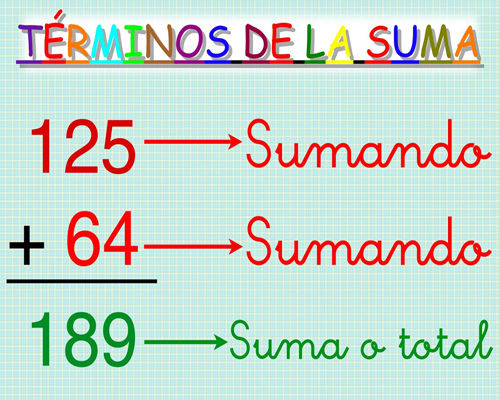 TÉRMINOS DE LA SUMA
125 Sumando
+ 64 Sumando
189 Suma o total